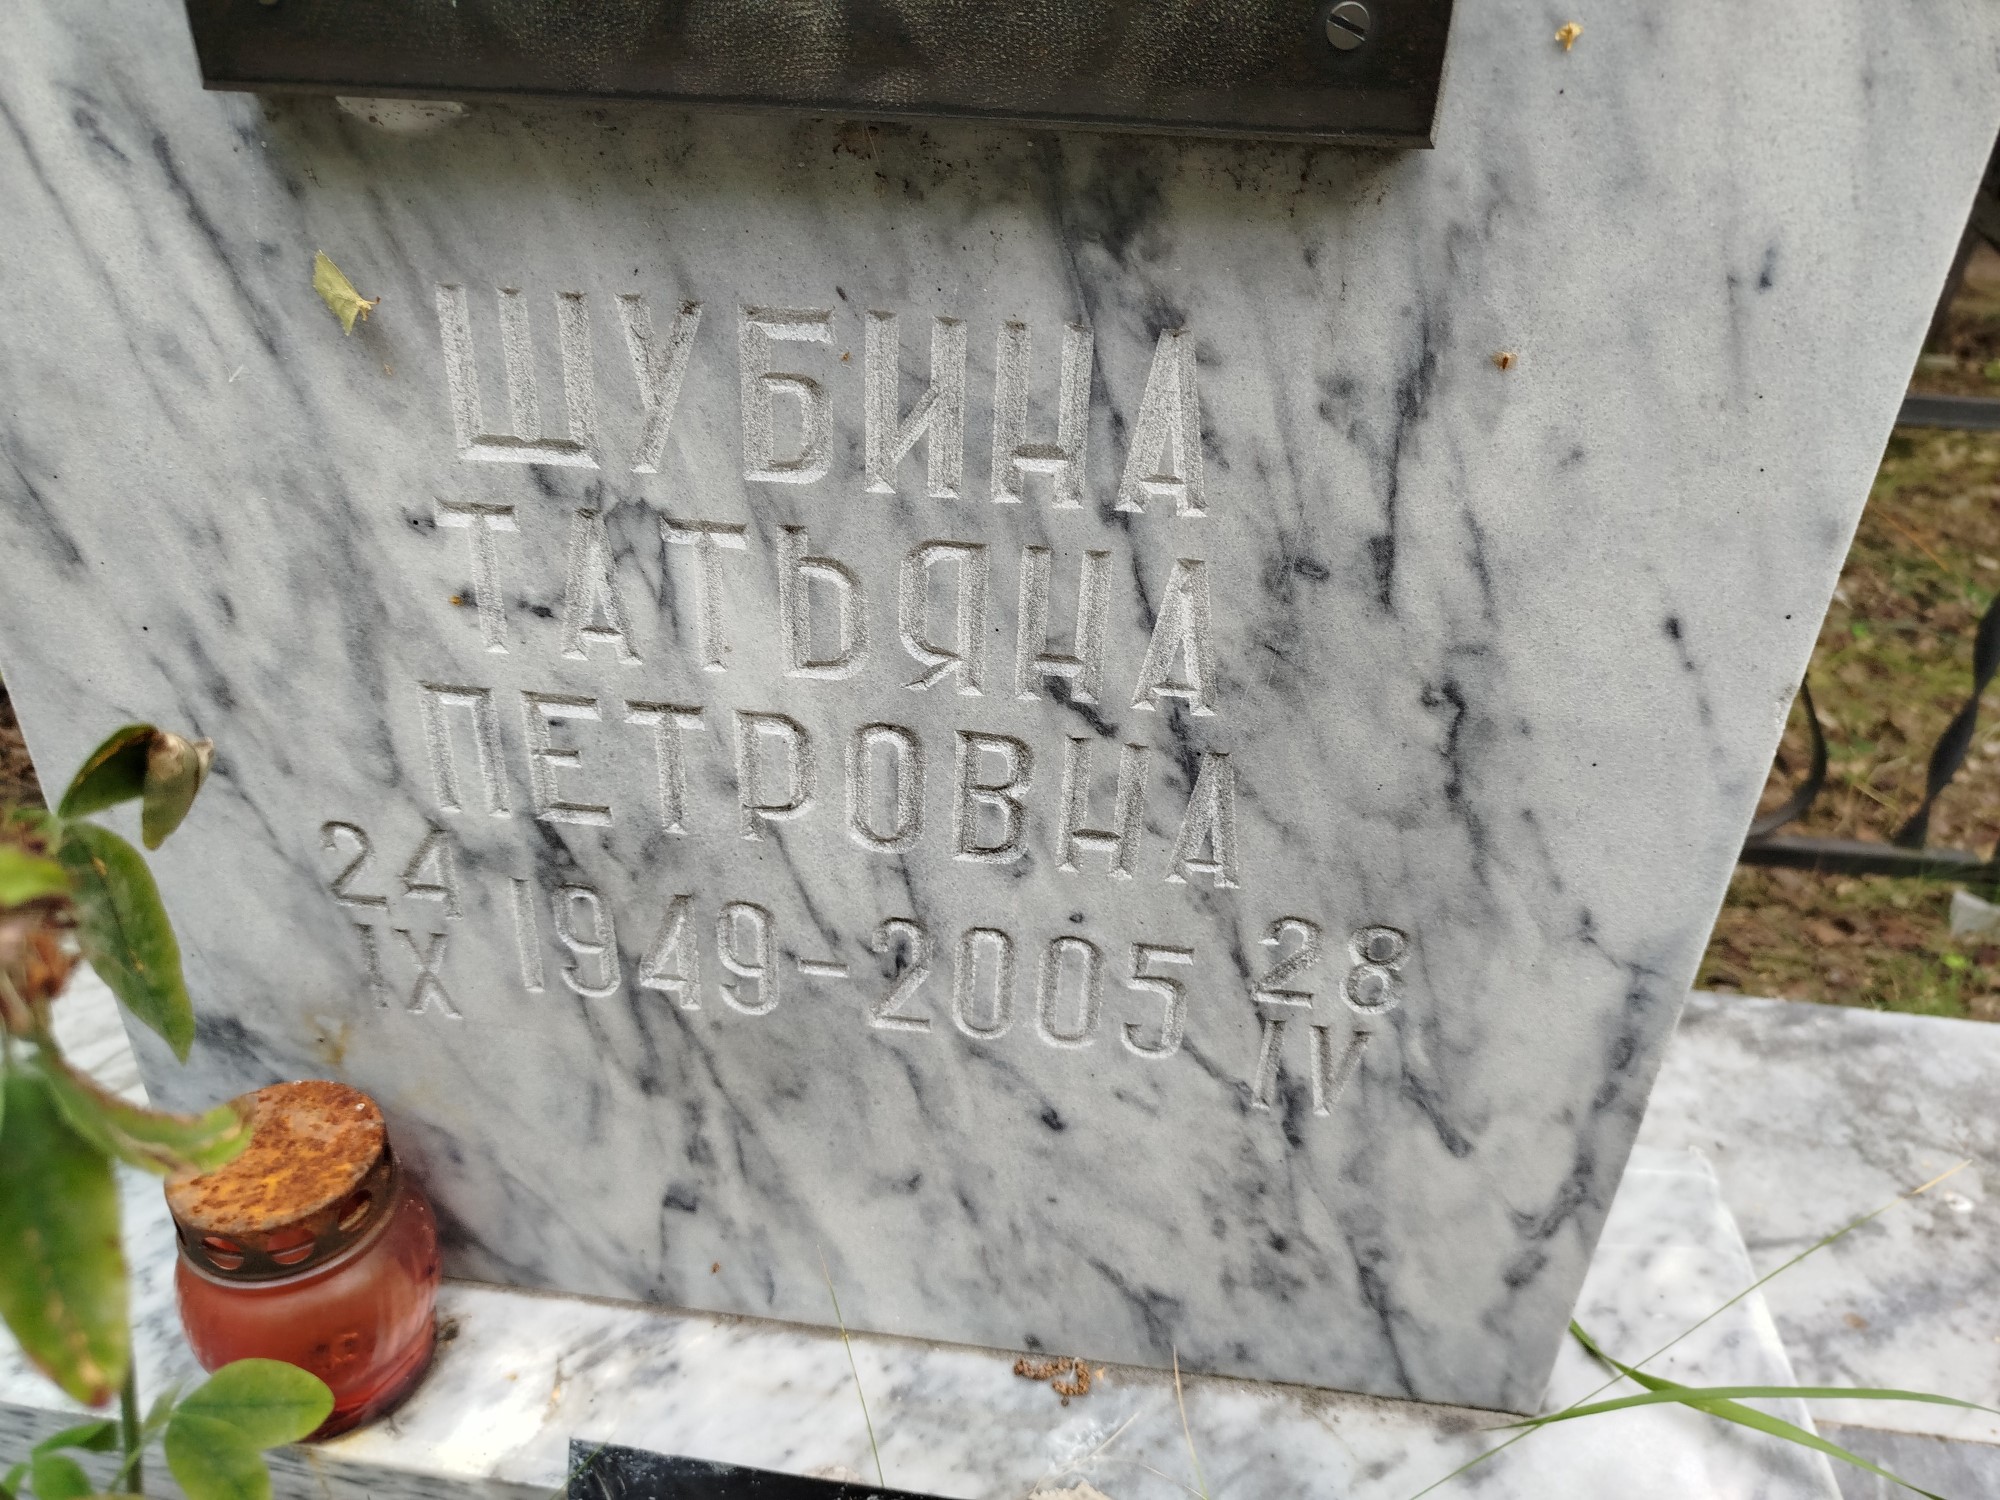 ШУБИНА
ТАТЬЯНА
ПЕТРОВНА
24 IX 1949-2005 28 IV